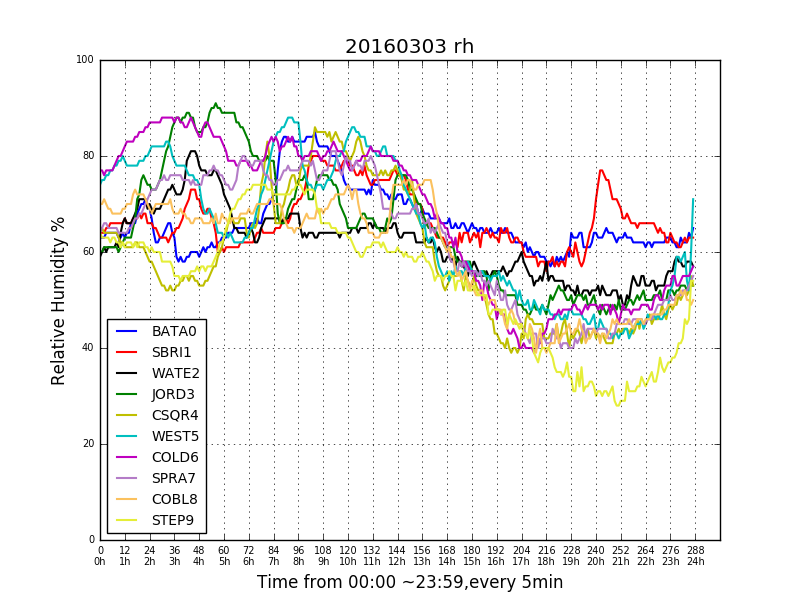 20160303 rh
100
80
60
40
20
0
Relative Humidity %
BATA0
SBRI1
WATE2
JORD3
CSQR4
WEST5
COLD6
SPRA7
COBL8
STEP9
0 12 24 36 48 60 72 84 96 108 120 132 144 156 168 180 192 204 216 228 240 252 264 276 288
0h 1h 2h 3h 4h 5h 6h 7h 8h 9h 10h 11h 12h 13h 14h 15h 16h 17h 18h 19h 20h 21h 22h 23h 24h
Time from 00:00 ~23:59,every 5min